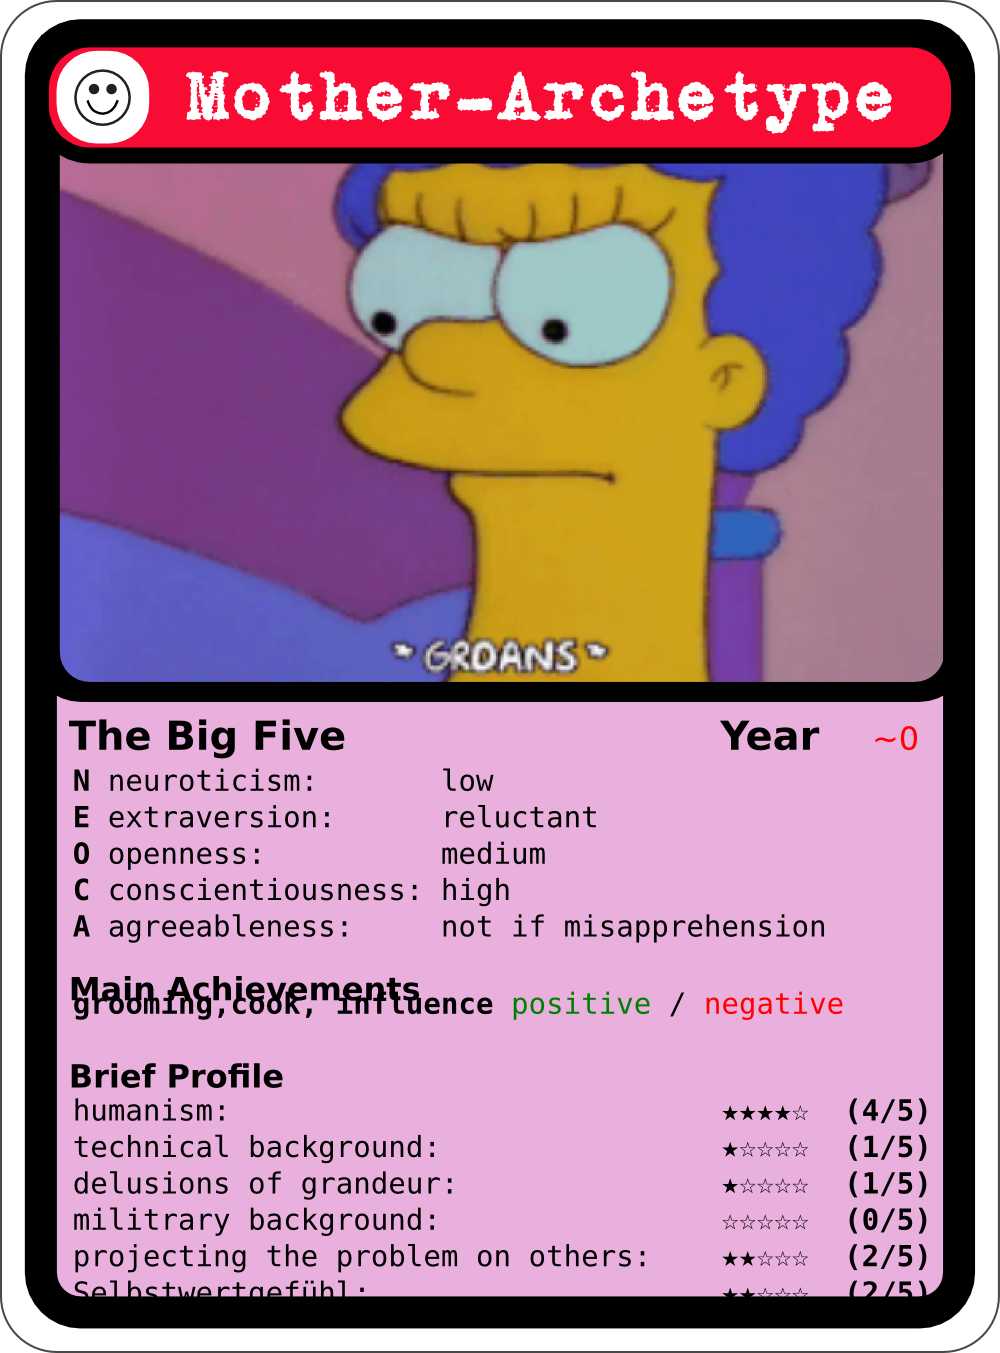 Mother-Archetype
~ GROANS ~
The Big Five Year ~0
N neuroticism: low
E extraversion: reluctant
O openness: medium
C conscientiousness: high
A agreeableness: not if misapprehension
Main Achievements
grooming,cook, influence positive / negative
Brief Profile
humanism: ★★★★☆ (4/5)
technical background: ★☆☆☆☆ (1/5)
delusions of grandeur: ★☆☆☆☆ (1/5)
militrary background: ☆☆☆☆☆ (0/5)
projecting the problem on others: ★★☆☆☆ (2/5)
Selbstwertgefühl: ★★☆☆☆ (2/5)